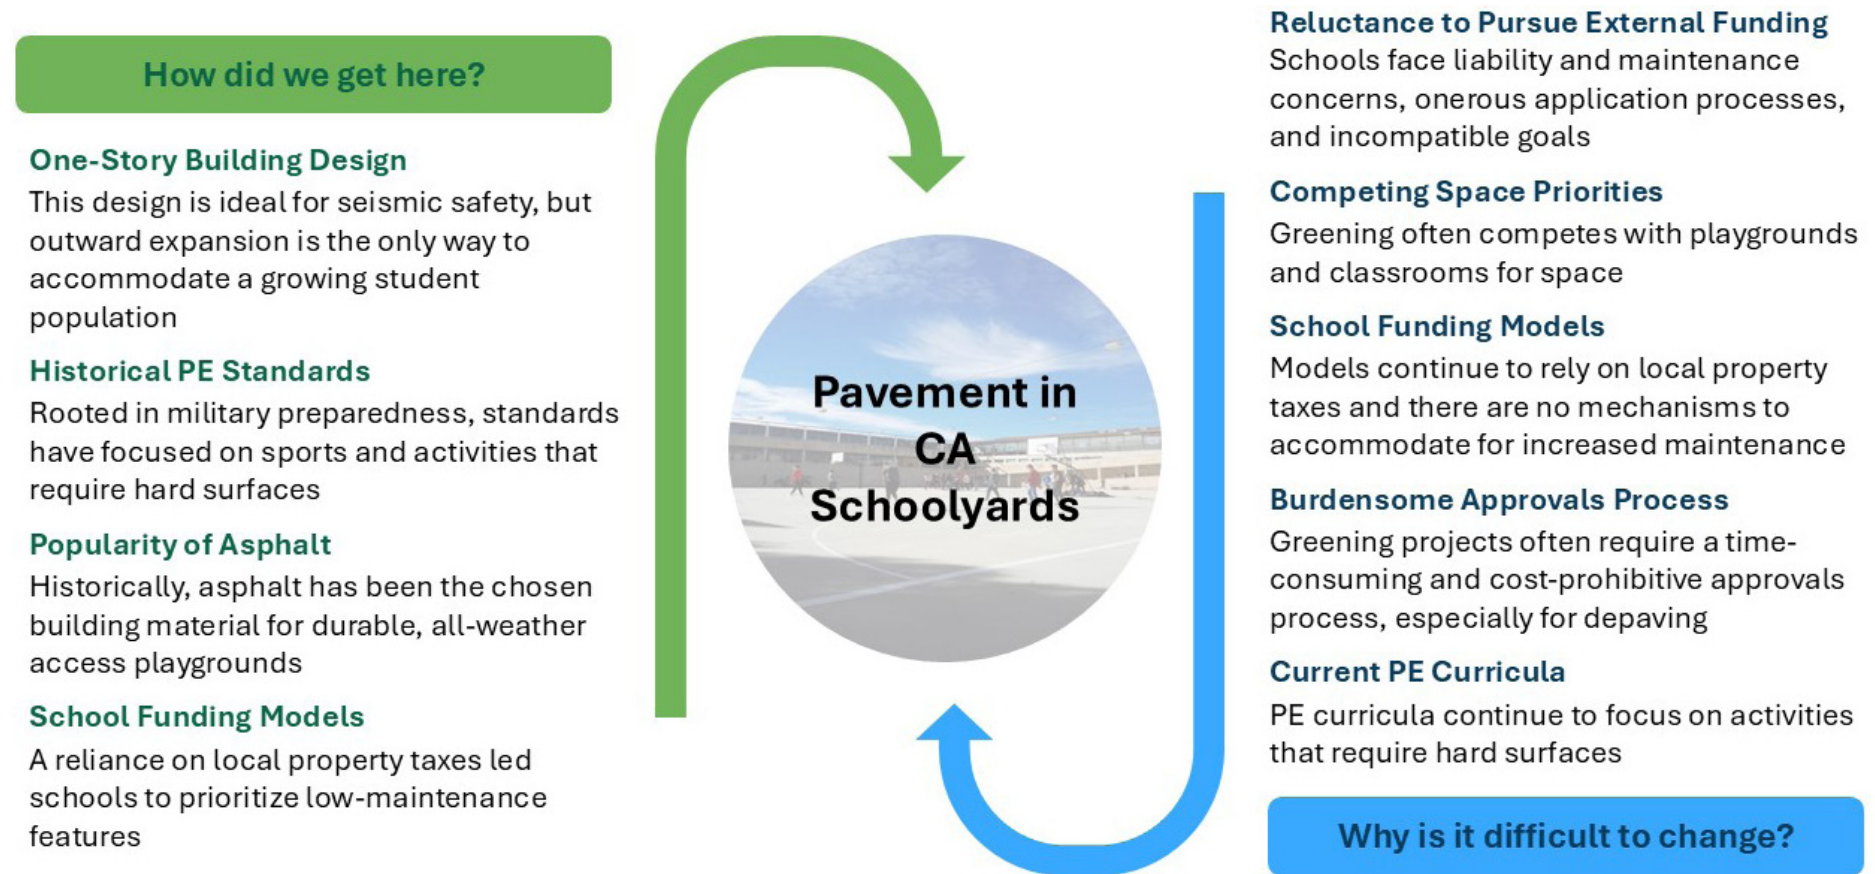 How did we get here?
One-Story Building Design
This design is ideal for seismic safety, but
outward expansion is the only way to
accommodate a growing student
population
Historical PE Standards
Rooted in military preparedness, standards
have focused on sports and activities that
require hard surfaces
Popularity of Asphalt
Historically, asphalt has been the chosen
building material for durable, all-weather
access playgrounds
School Funding Models
A reliance on local property taxes led
schools to prioritize low-maintenance
features
Pavement in
CA
Schoolyards
Reluctance to Pursue External Funding
Schools face liability and maintenance
concerns, onerous application processes,
and incompatible goals
Competing Space Priorities
Greening often competes with playgrounds
and classrooms for space
School Funding Models
Models continue to rely on local property
taxes and there are no mechanisms to
accommodate for increased maintenance
Burdensome Approvals Process
Greening projects often require a time-
consuming and cost-prohibitive approvals
process, especially for depaving
Current PE Curricula
PE curricula continue to focus on activities
that require hard surfaces
Why is it difficult to change?